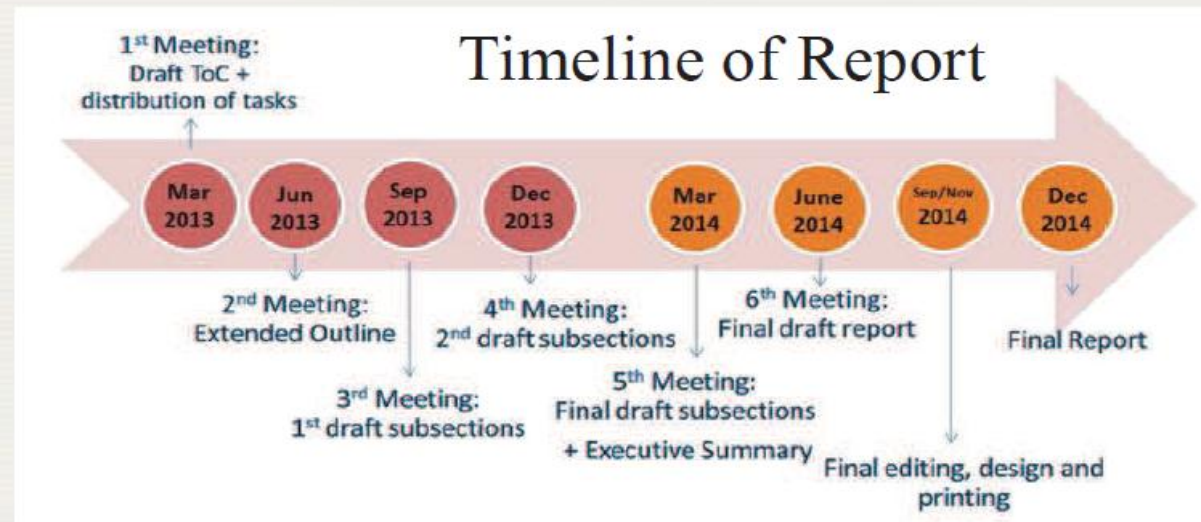 Timeline of Report
1st Meeting:
Draft ToC +
distribution of tasks
Mar
2013
Jun
2013
Sep
2013
Dec
2013
Mar
2014
June
2014
Sep/Nov
2014
Dec
2014
2nd Meeting:
Extended Outline
3rd Meeting:
1st draft subsections
4th Meeting:
2nd draft subsections
5th Meeting:
Final draft subsections
+ Executive Summary
6th Meeting:
Final draft report
Final editing, design and
printing
Final Report